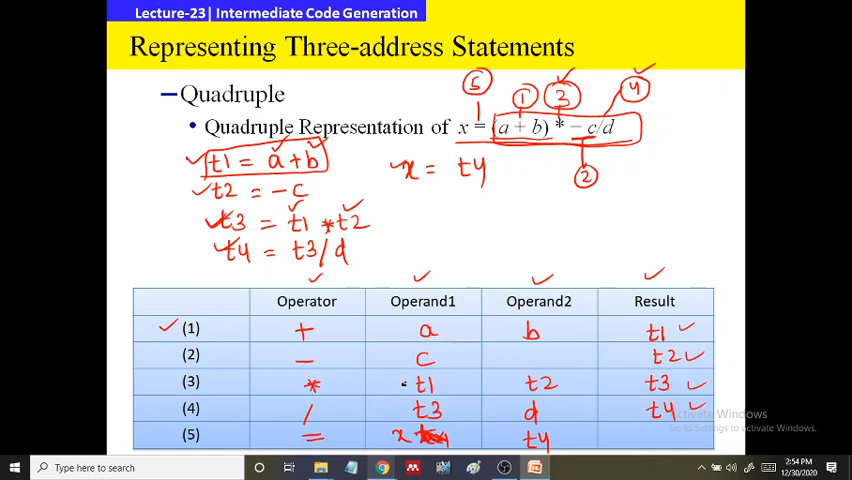 Lecture-23| Intermediate Code Generation
Representing Three-address Statements
–Quadruple
5 1 3 4
• Quadruple Representation of x = (a + b) * − c/d
2
t1 = a+b
x = t4
t2 = -c
t3 = t1 * t2
t4 = t3/d
Operator Operand1 Operand2 Result
(1) + a b t1
(2) - c t2
(3) * t1 t2 t3
(4) / t3 d t4
(5) = x t4
Activate Windows
Go to Settings to activate Windows.
Type here to search
2:54 PM
12/30/2020